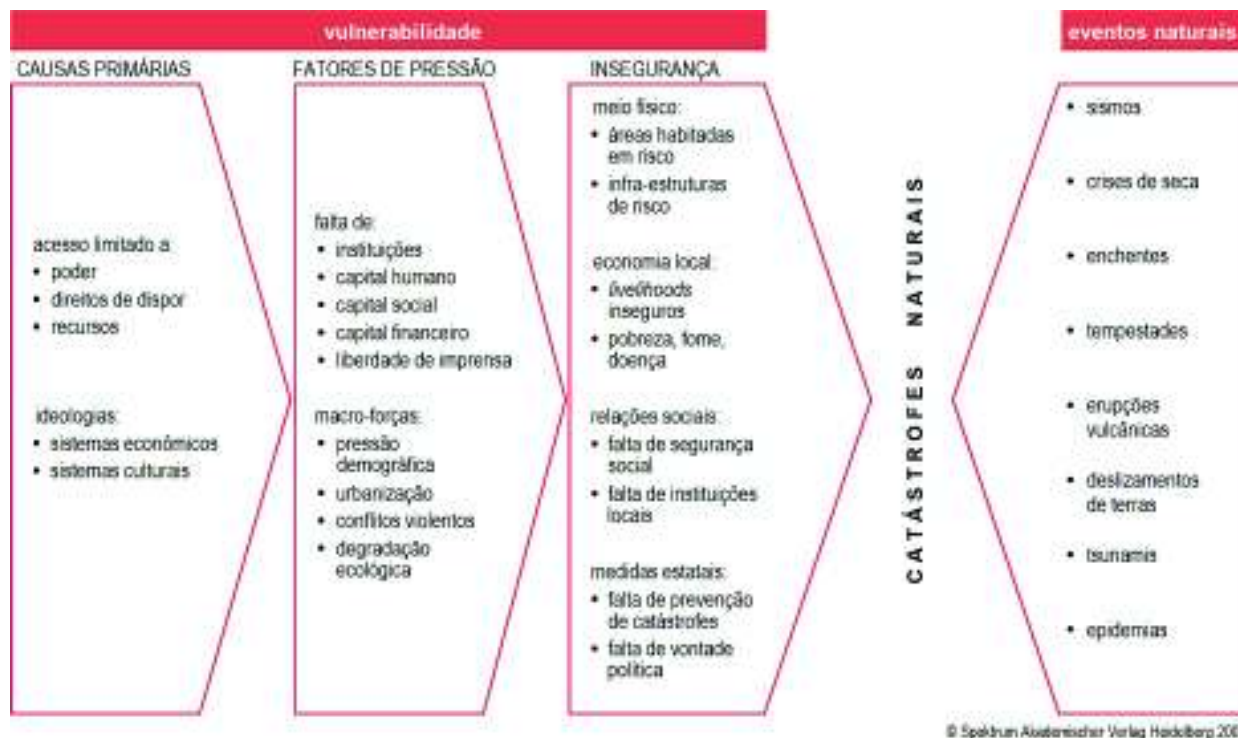 vulnerabilidade
eventos naturais
CAUSAS PRIMÁRIAS
acesso limitado a:
• poder
• direitos de dispor
• recursos
ideologias:
• sistemas econômicos
• sistemas culturais
FATORES DE PRESSÃO
falta de:
• instituições
• capital humano
• capital social
• capital financeiro
• liberdade de imprensa
macro-forças:
• pressão
demográfica
• urbanização
• conflitos violentos
• degradação
ecológica
INSEGURANÇA
meio físico:
• áreas habitadas
em risco
• infra-estruturas
de risco
economia local:
• livelihoods
inseguros
• pobreza, fome,
doença
relações sociais:
• falta de segurança
social
• falta de instituições
locais
medidas estatais:
• falta de prevenção
de catástrofes
• falta de vontade
política
CATÁSTROFES NATURAIS
• sismos
• crises de seca
• enchentes
• tempestades
• erupções
vulcânicas
• deslizamentos
de terras
• tsunamis
• epidemias
© Spektrum Akademischer Verlag Heidelberg 200